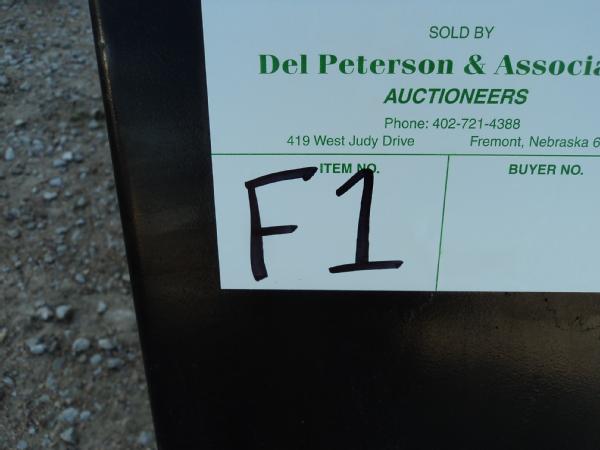 SOLD BY
Del Peterson & Associa
AUCTIONEERS
Phone: 402-721-4388
419 West Judy Drive Fremont, Nebraska 6
ITEM NO. BUYER NO.
F1